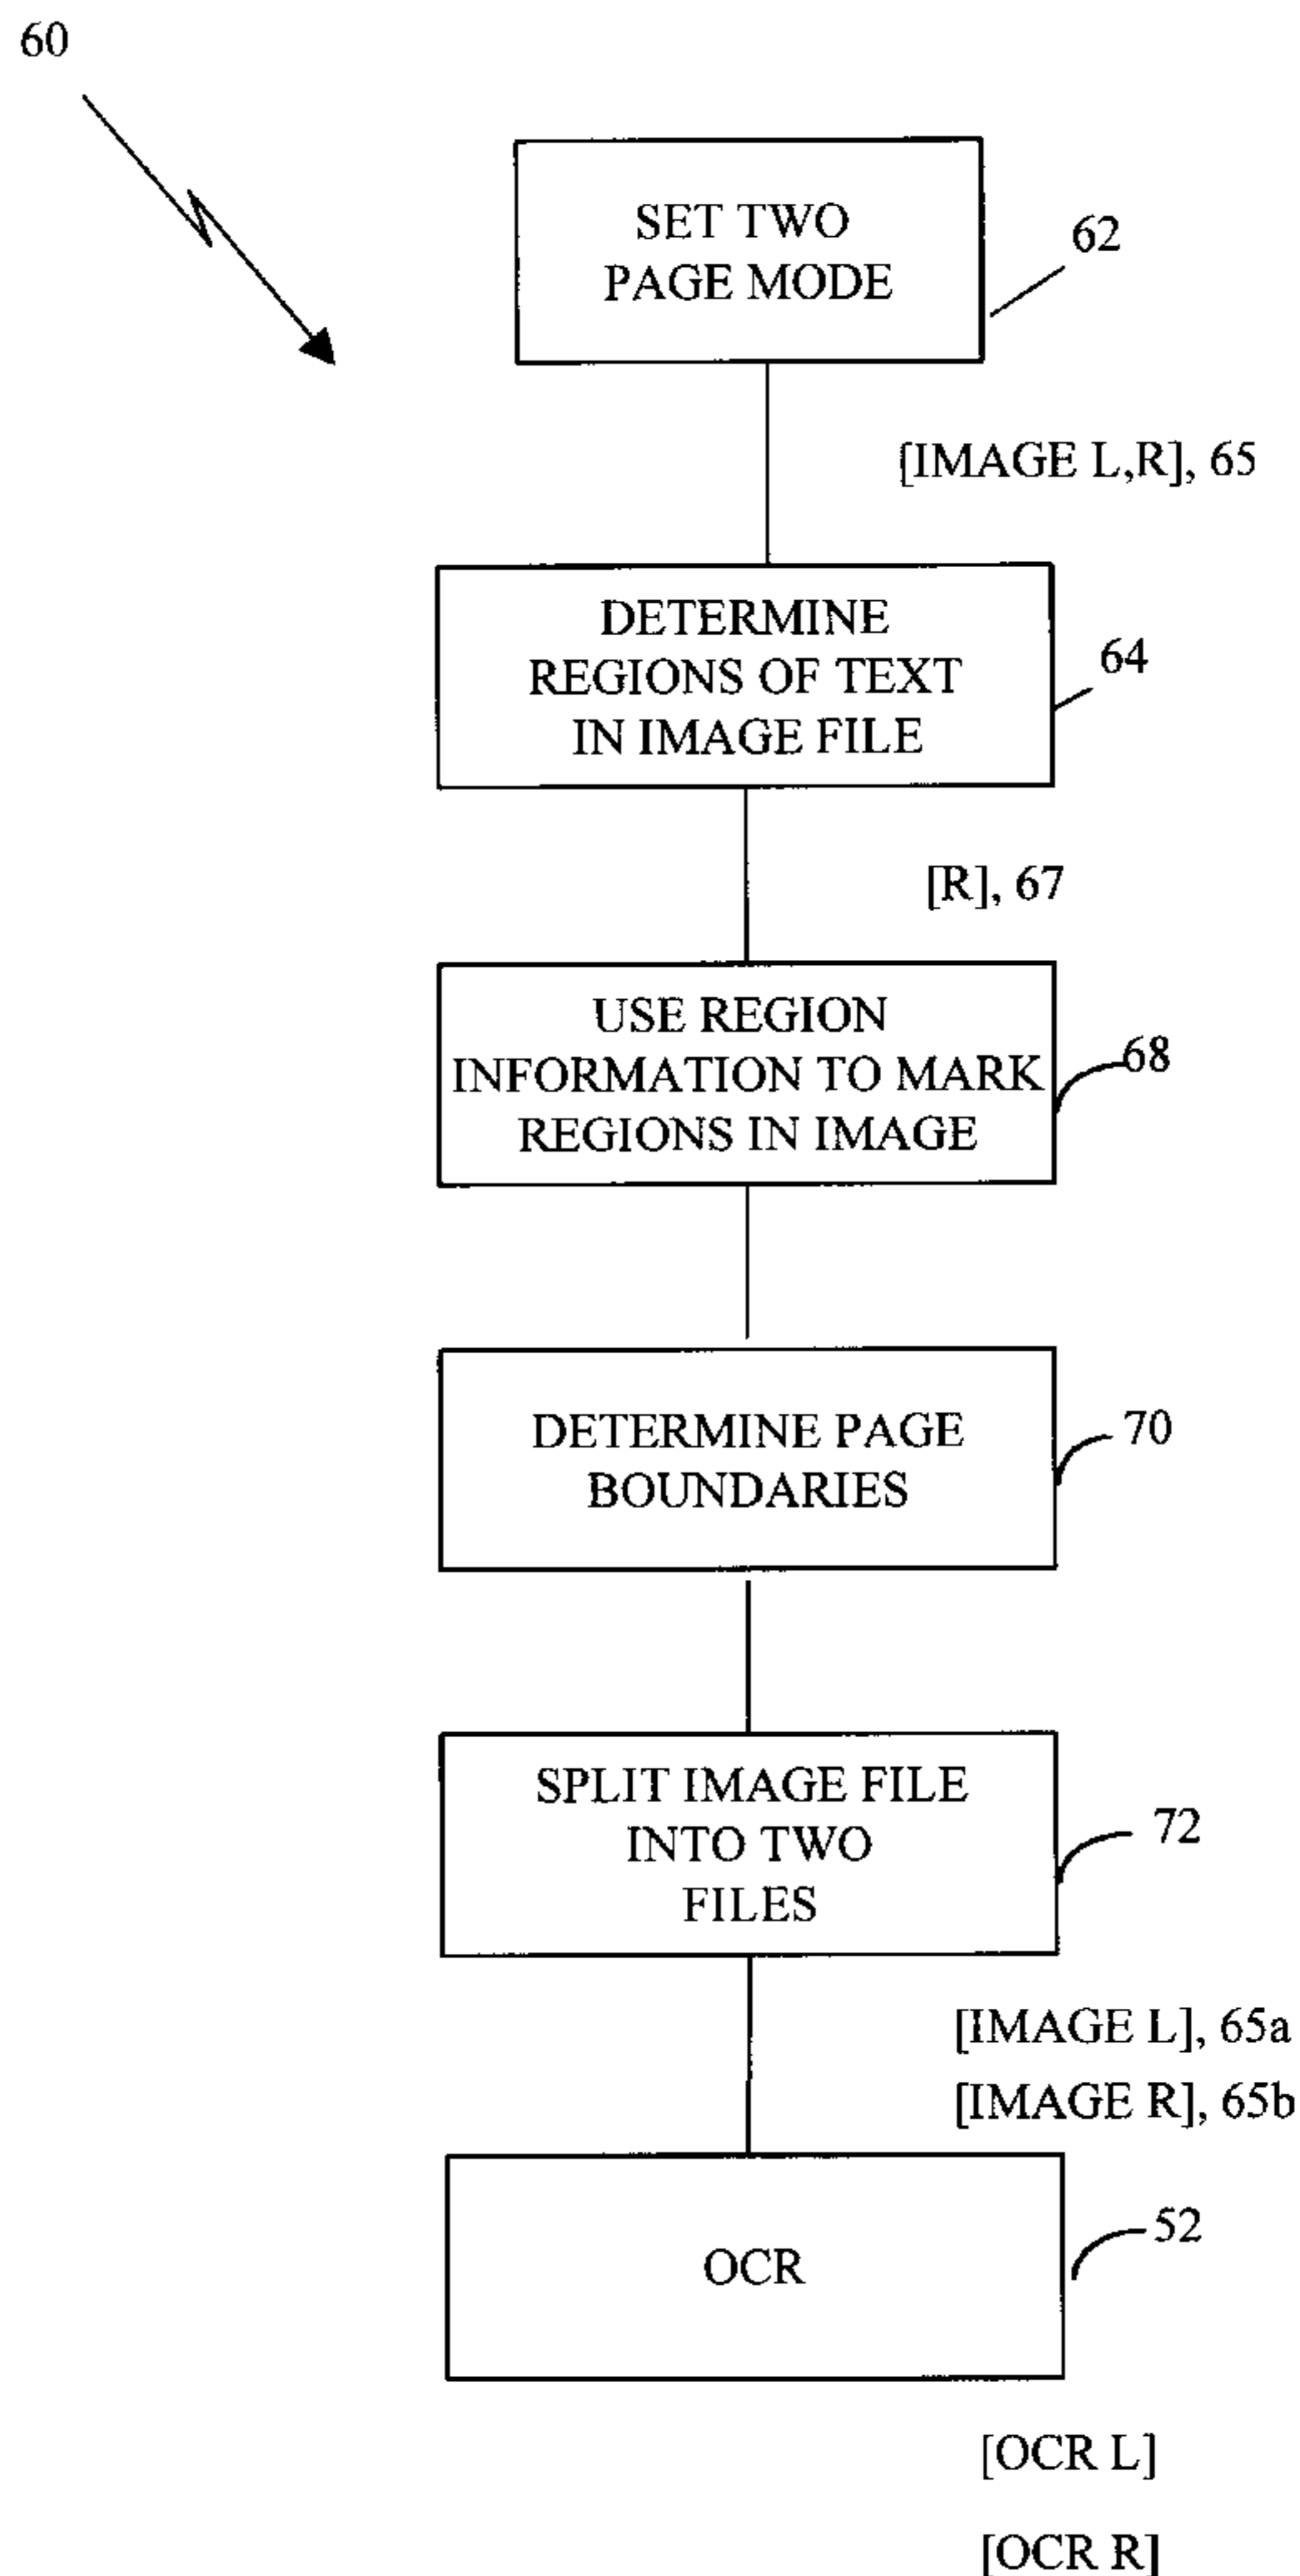 60
SET TWO
PAGE MODE
62
[IMAGE L,R], 65
DETERMINE
REGIONS OF TEXT
IN IMAGE FILE
64
[R], 67
USE REGION
INFORMATION TO MARK
REGIONS IN IMAGE
68
DETERMINE PAGE
BOUNDARIES
70
SPLIT IMAGE FILE
INTO TWO
FILES
72
[IMAGE L], 65a
[IMAGE R], 65b
OCR
52
[OCR L]
[OCR R]